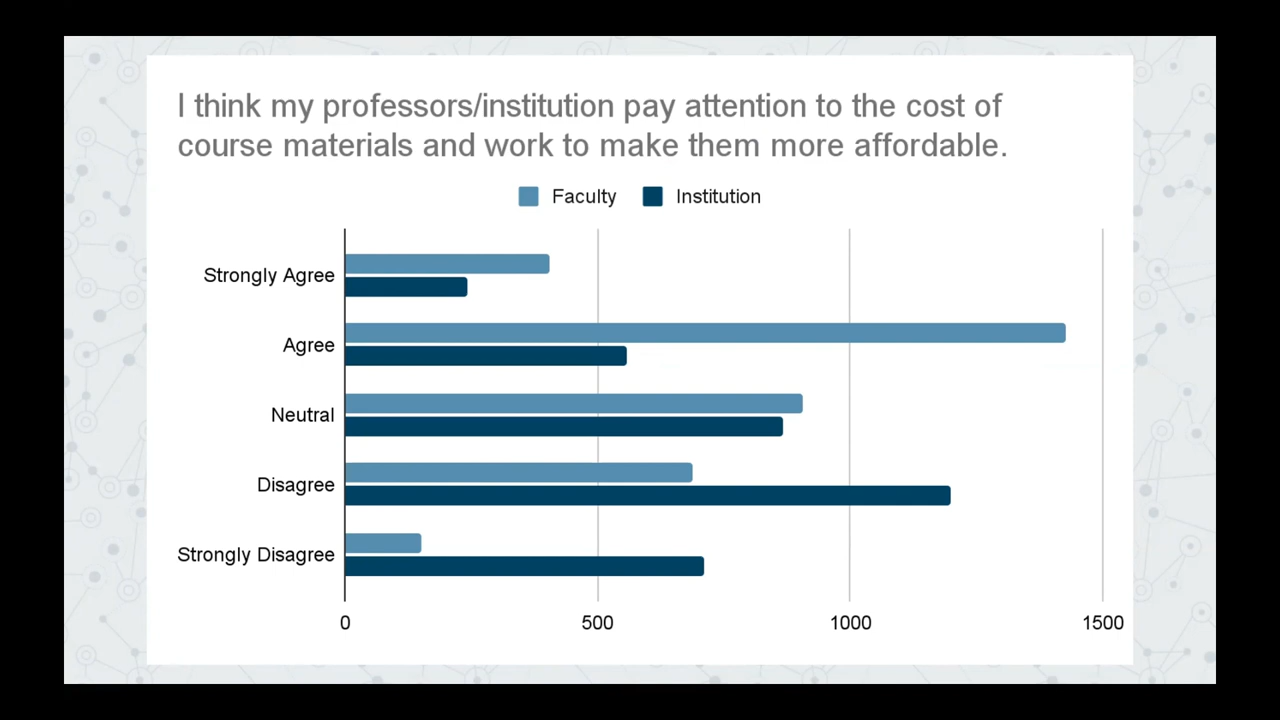 I think my professors/institution pay attention to the cost of
course materials and work to make them more affordable.
Faculty Institution
Strongly Agree
Agree
Neutral
Disagree
Strongly Disagree
0 500 1000 1500